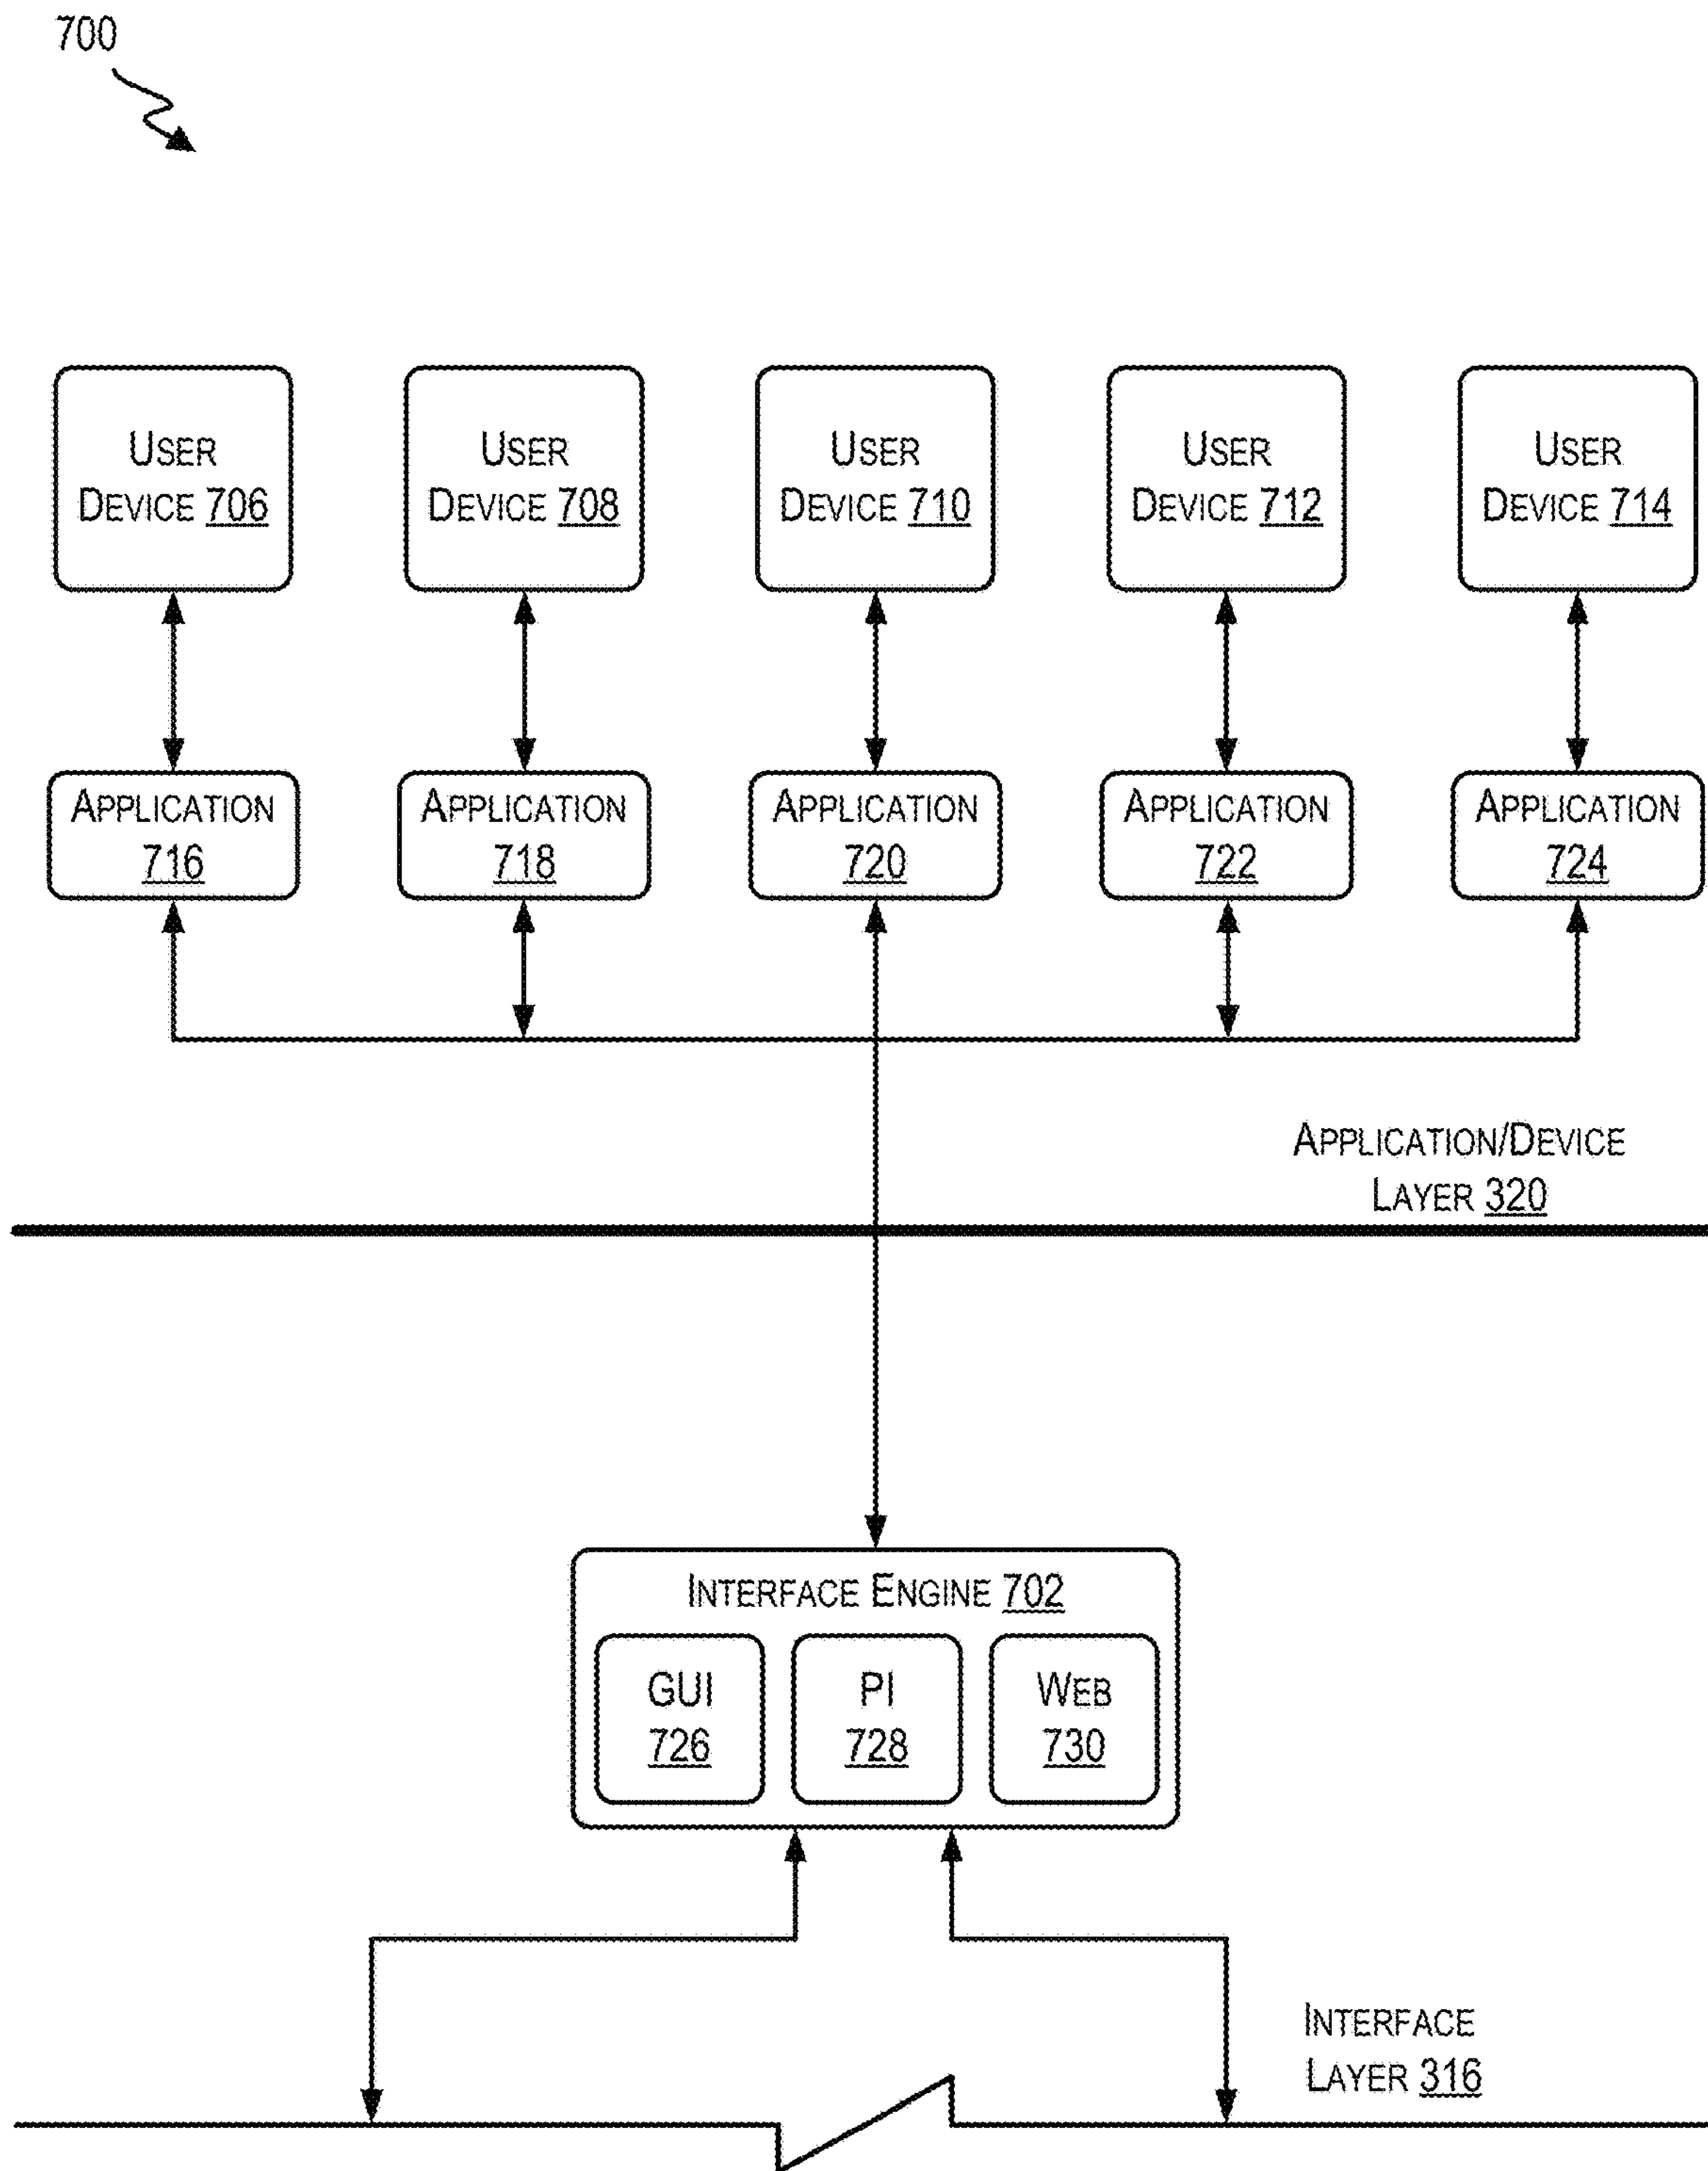 700
USER
DEVICE 706
USER
DEVICE 708
USER
DEVICE 710
USER
DEVICE 712
USER
DEVICE 714
APPLICATION
716
APPLICATION
718
APPLICATION
720
APPLICATION
722
APPLICATION
724
APPLICATION/DEVICE
LAYER 320
INTERFACE ENGINE 702
GUI
726
PI
728
WEB
730
INTERFACE
LAYER 316